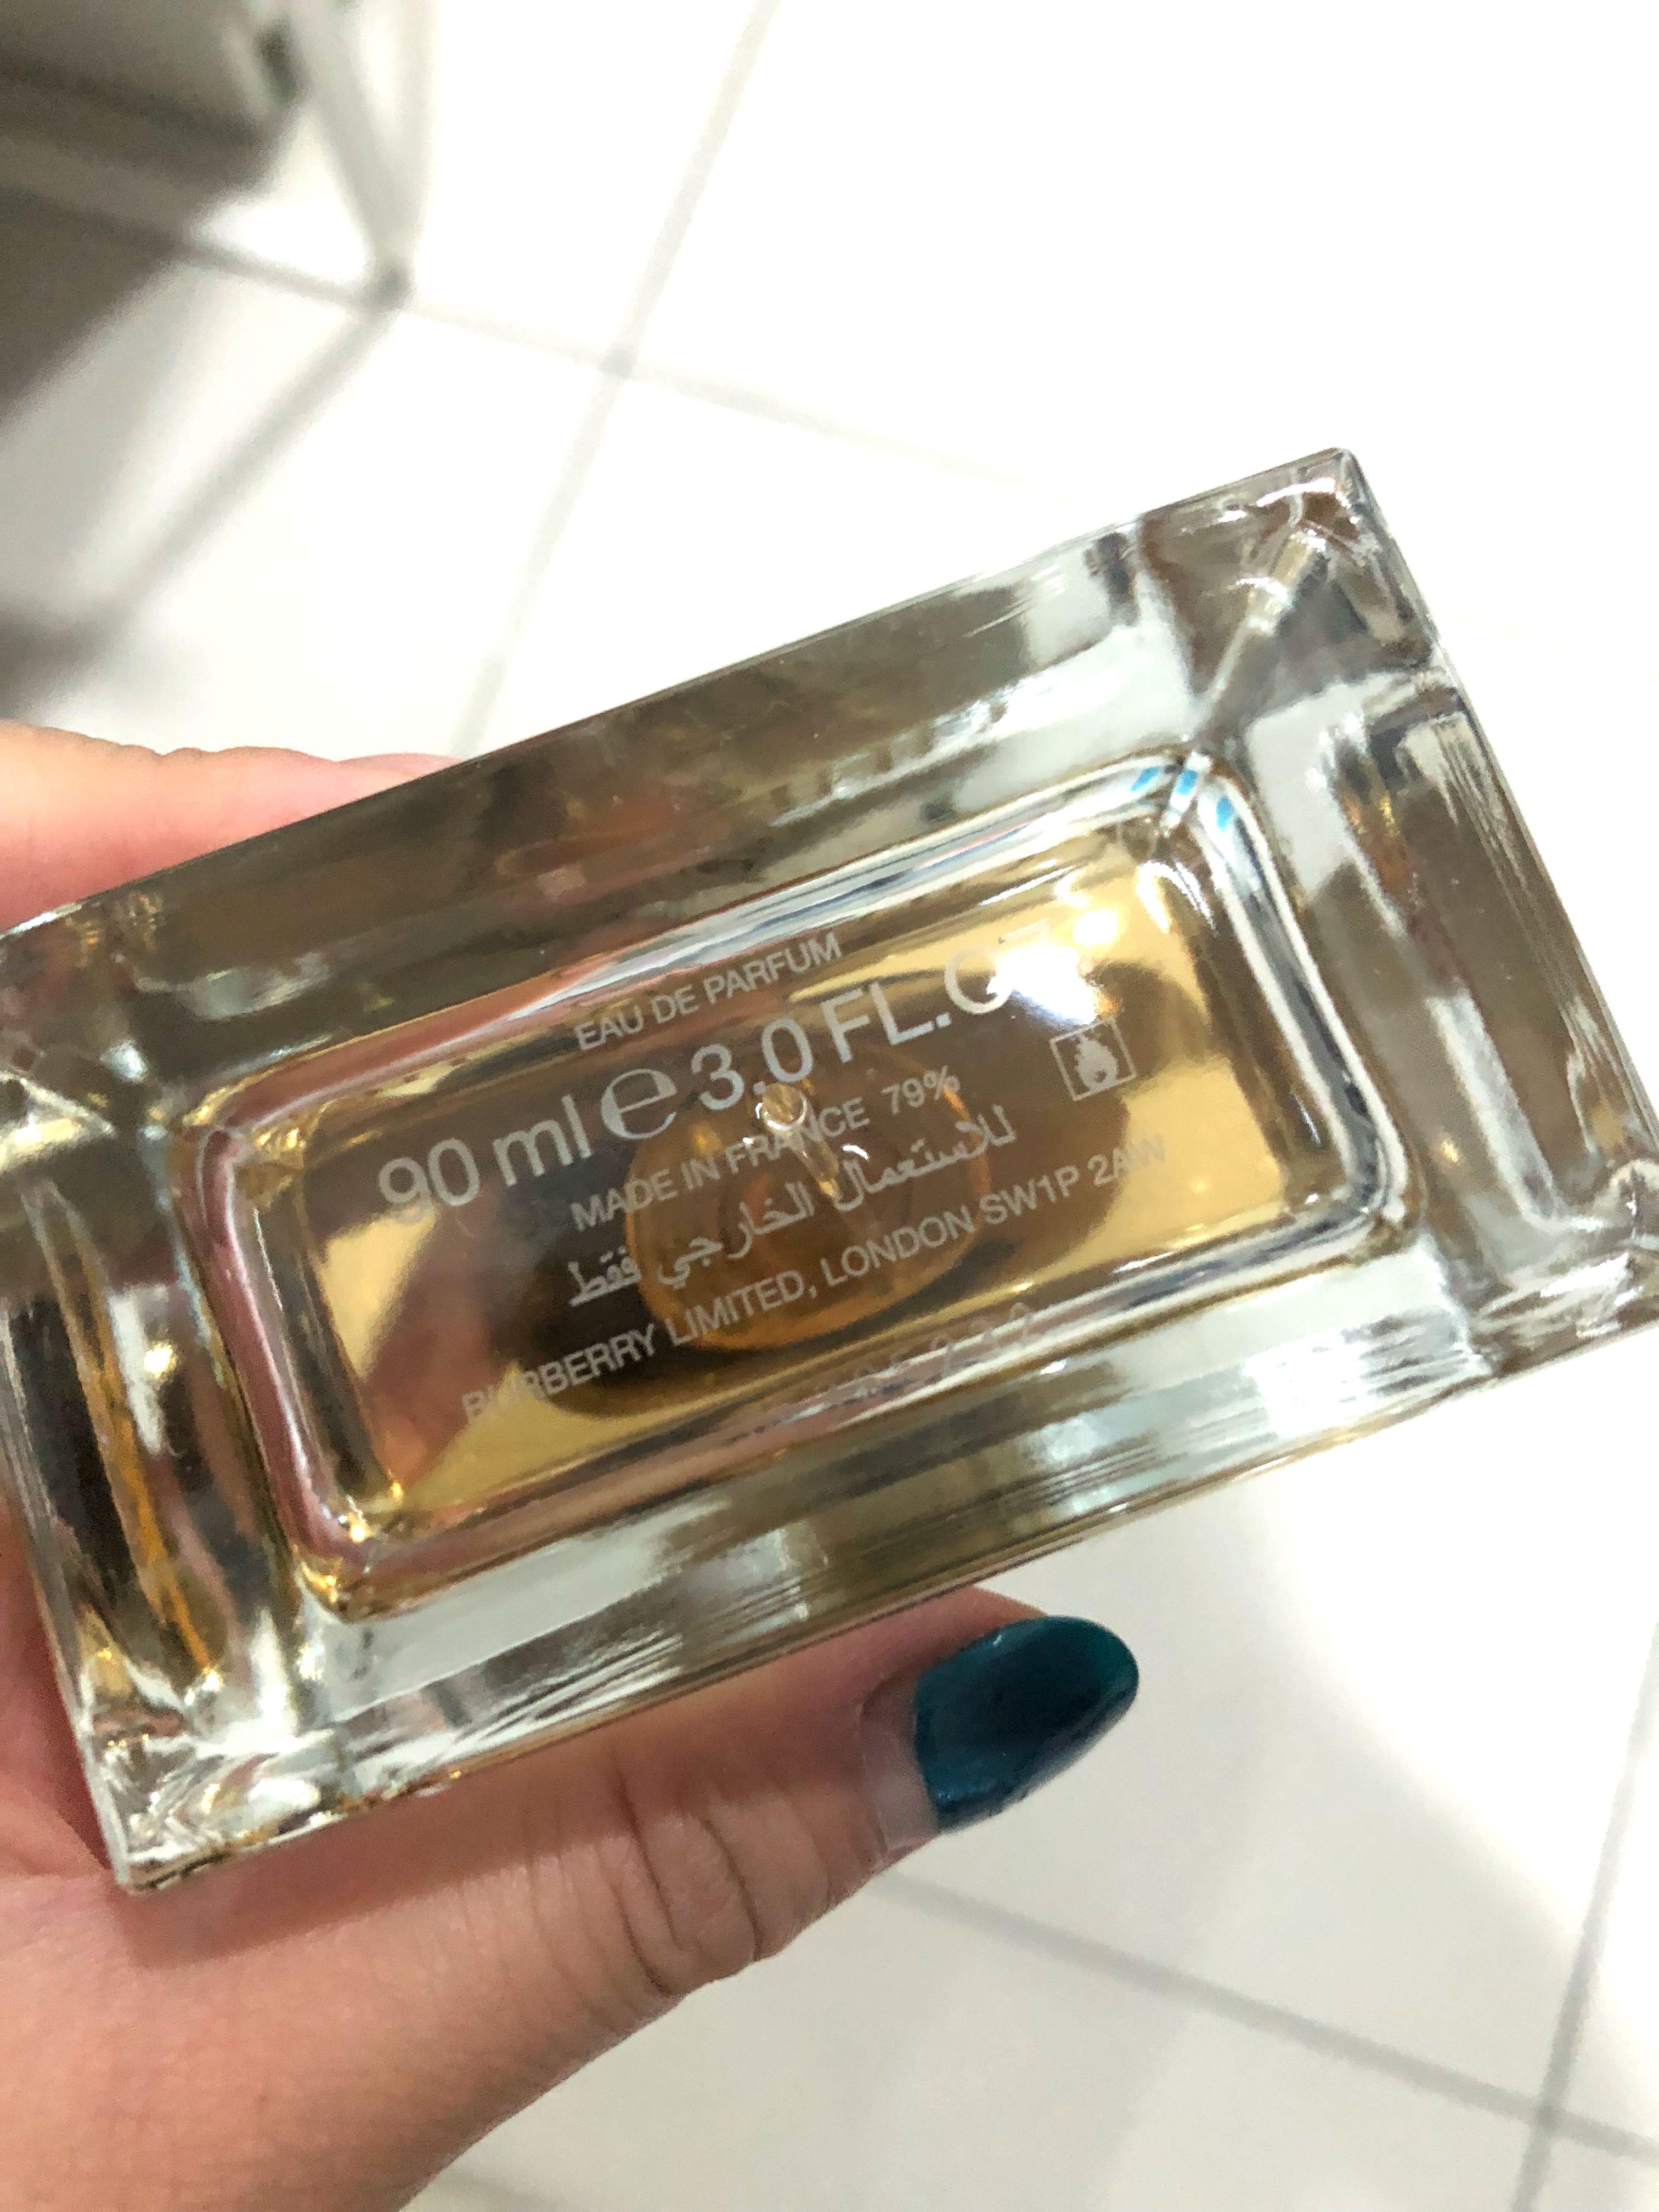 EAU DE PARFUM
90 ml e 3.0 FL.OZ
MADE IN FRANCE 79%
للاستعمال الخارجي فقط
BURBERRY LIMITED, LONDON SW1P 2AW